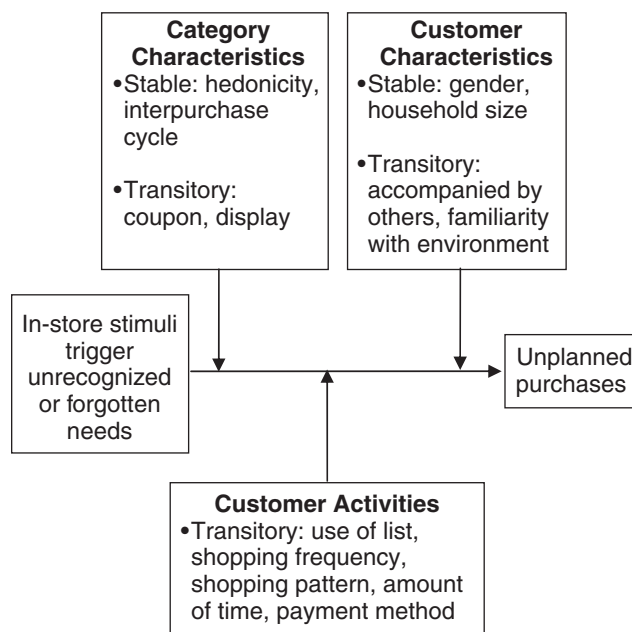 Category
Characteristics
•Stable: hedonicity,
interpurchase
cycle
•Transitory:
coupon, display
Customer
Characteristics
•Stable: gender,
household size
•Transitory:
accompanied by
others, familiarity
with environment
In-store stimuli
trigger
unrecognized
or forgotten
needs
Unplanned
purchases
Customer Activities
•Transitory: use of list,
shopping frequency,
shopping pattern, amount
of time, payment method